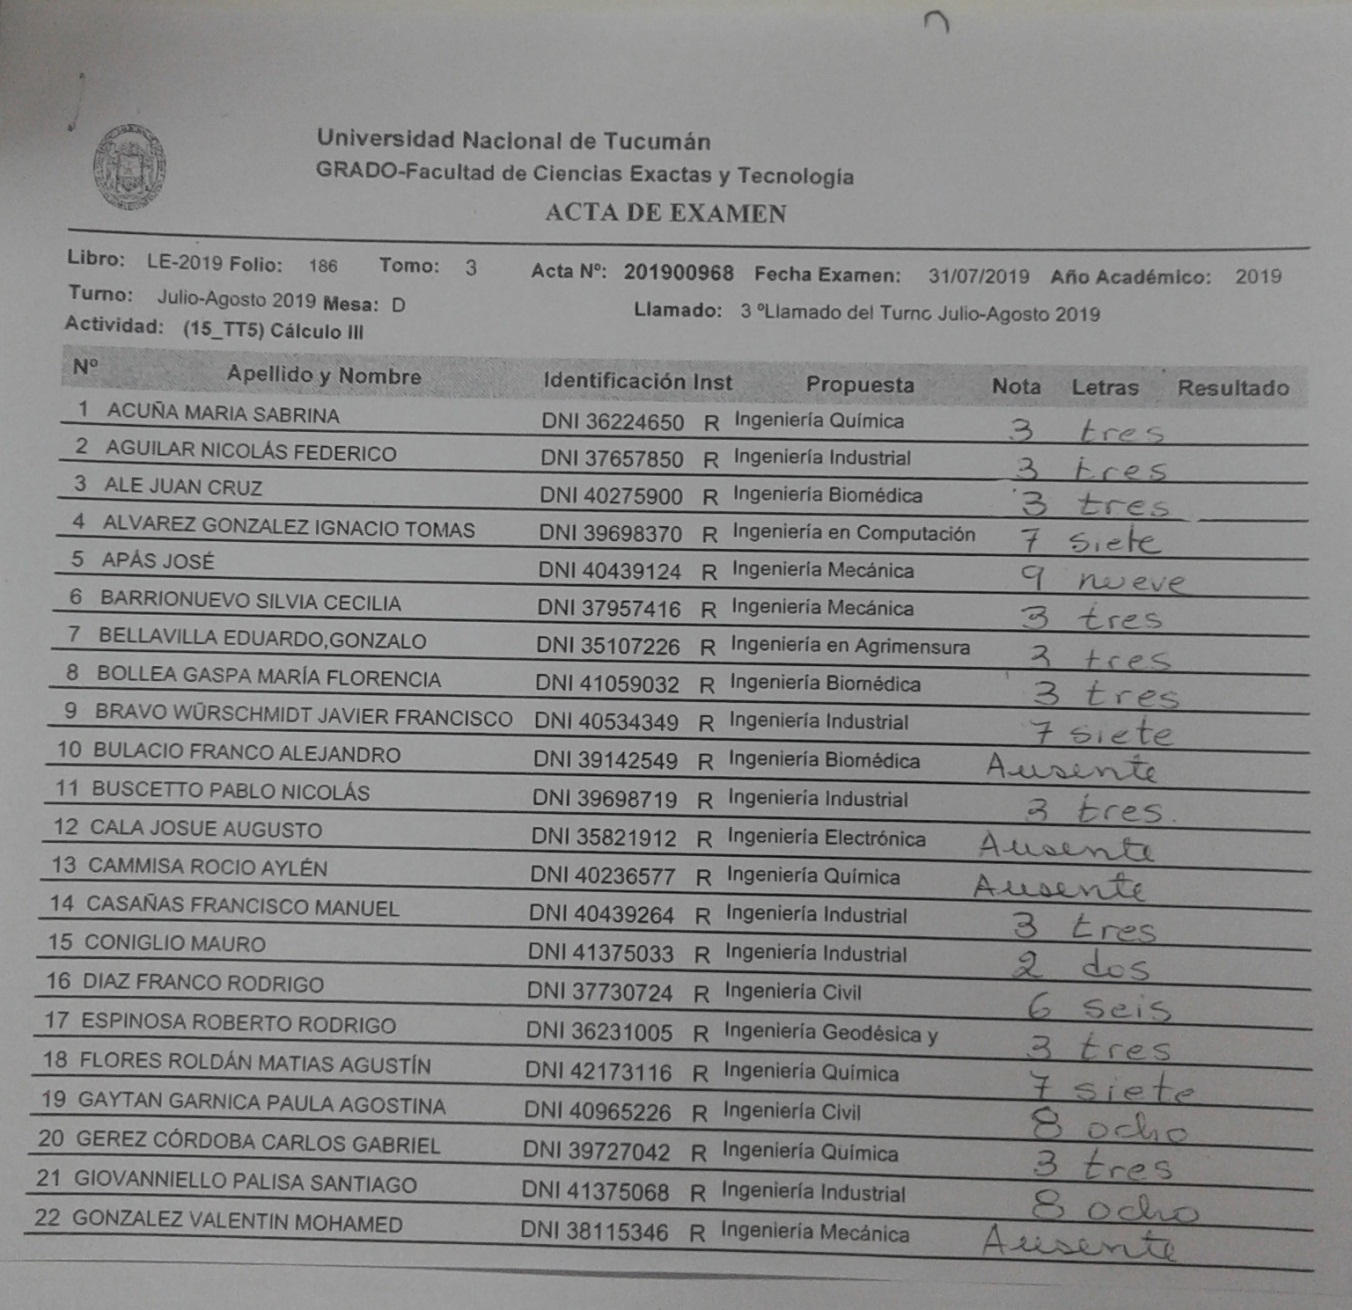 Universidad Nacional de Tucumán
GRADO-Facultad de Ciencias Exactas y Tecnología
ACTA DE EXAMEN
Libro: LE-2019 Folio: 186 Tomo: 3 Acta Nº: 201900968 Fecha Examen: 31/07/2019 Año Académico: 2019
Turno: Julio-Agosto 2019 Mesa: D Llamado: 3 ºLlamado del Turno Julio-Agosto 2019
Actividad: (15_TT5) Cálculo III
Nº Apellido y Nombre Identificación Inst Propuesta Nota Letras Resultado
1 ACUÑA MARIA SABRINA DNI 36224650 R Ingeniería Química 3 tres
2 AGUILAR NICOLÁS FEDERICO DNI 37657850 R Ingeniería Industrial 3 tres
3 ALE JUAN CRUZ DNI 40275900 R Ingeniería Biomédica 3 tres
4 ALVAREZ GONZALEZ IGNACIO TOMAS DNI 39698370 R Ingeniería en Computación 7 siete
5 APÁS JOSÉ DNI 40439124 R Ingeniería Mecánica 9 nueve
6 BARRIONUEVO SILVIA CECILIA DNI 37957416 R Ingeniería Mecánica 3 tres
7 BELLAVILLA EDUARDO,GONZALO DNI 35107226 R Ingeniería en Agrimensura 3 tres
8 BOLLEA GASPA MARÍA FLORENCIA DNI 41059032 R Ingeniería Biomédica 3 tres
9 BRAVO WÜRSCHMIDT JAVIER FRANCISCO DNI 40534349 R Ingeniería Industrial 7 siete
10 BULACIO FRANCO ALEJANDRO DNI 39142549 R Ingeniería Biomédica Ausente
11 BUSCETTO PABLO NICOLÁS DNI 39698719 R Ingeniería Industrial 3 tres.
12 CALA JOSUE AUGUSTO DNI 35821912 R Ingeniería Electrónica Ausente
13 CAMMISA ROCIO AYLÉN DNI 40236577 R Ingeniería Química Ausente
14 CASAÑAS FRANCISCO MANUEL DNI 40439264 R Ingeniería Industrial 3 tres
15 CONIGLIO MAURO DNI 41375033 R Ingeniería Industrial 2 dos
16 DIAZ FRANCO RODRIGO DNI 37730724 R Ingeniería Civil 6 seis
17 ESPINOSA ROBERTO RODRIGO DNI 36231005 R Ingeniería Geodésica y 3 tres
18 FLORES ROLDÁN MATIAS AGUSTÍN DNI 42173116 R Ingeniería Química 7 siete
19 GAYTAN GARNICA PAULA AGOSTINA DNI 40965226 R Ingeniería Civil 8 ocho
20 GEREZ CÓRDOBA CARLOS GABRIEL DNI 39727042 R Ingeniería Química 3 tres
21 GIOVANNIELLO PALISA SANTIAGO DNI 41375068 R Ingeniería Industrial 8 ocho
22 GONZALEZ VALENTIN MOHAMED DNI 38115346 R Ingeniería Mecánica Ausente